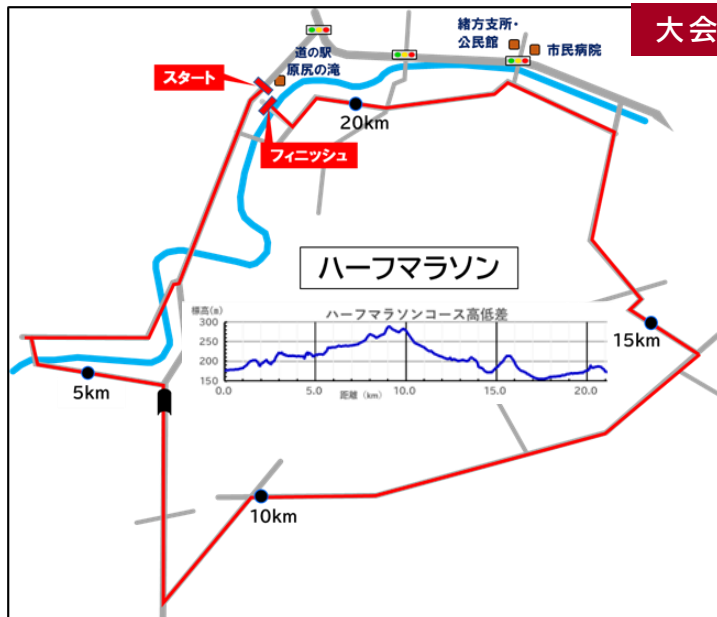 大会
緒方支所・
公民館
市民病院
道の駅
原尻の滝
スタート
20km
フィニッシュ
ハーフマラソン
ハーフマラソンコース高低差
標高(m)
300
250
200
150
0.0 5.0 10.0 15.0 20.0
距離 (km)
15km
5km
10km